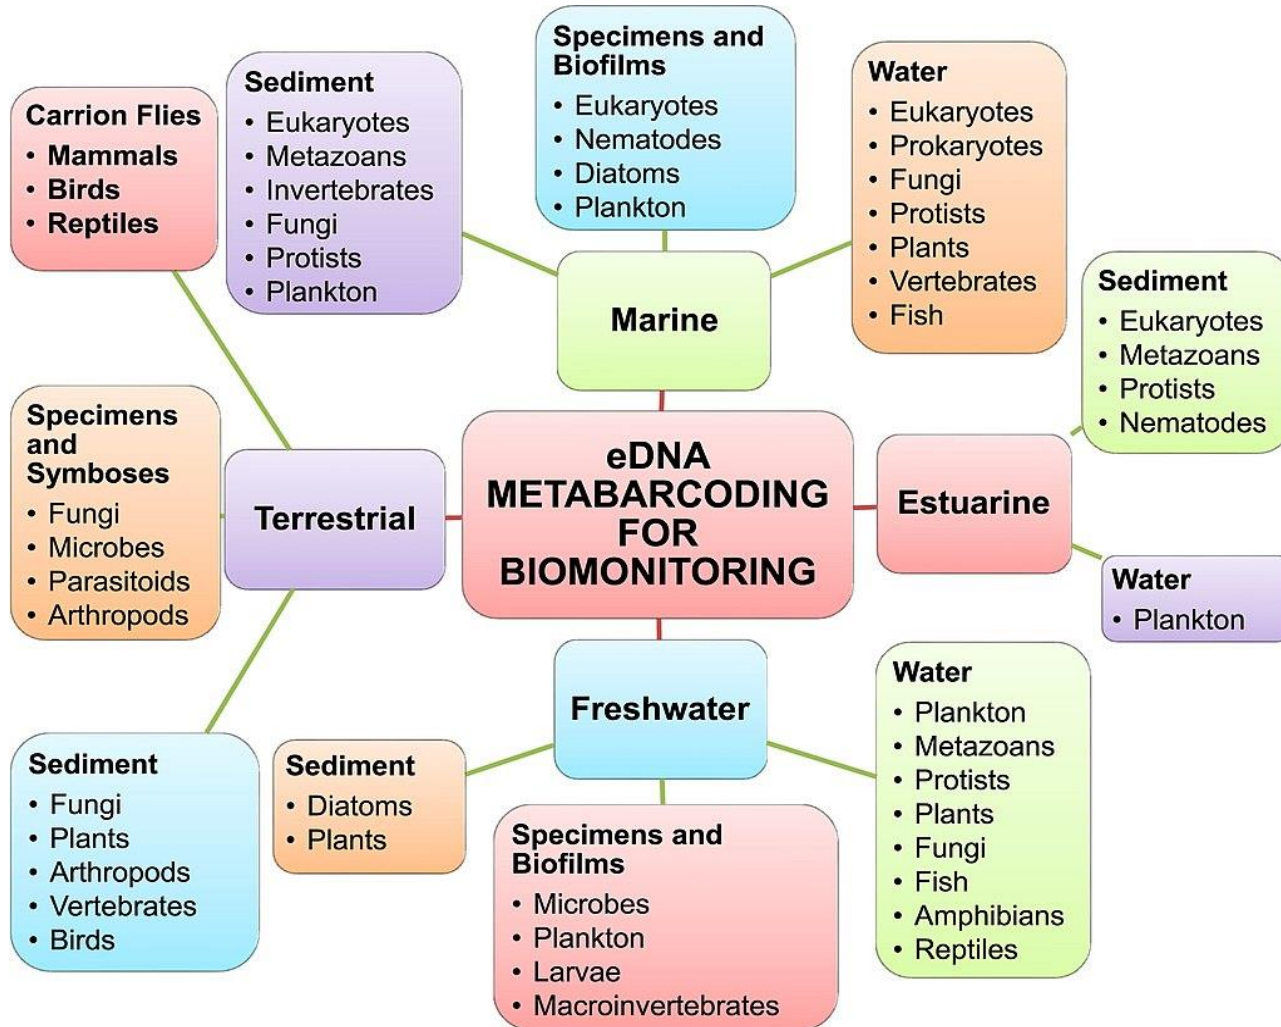 Carrion Flies
• Mammals
• Birds
• Reptiles
Sediment
• Eukaryotes
• Metazoans
• Invertebrates
• Fungi
• Protists
• Plankton
Specimens and
Biofilms
• Eukaryotes
• Nematodes
• Diatoms
• Plankton
Water
• Eukaryotes
• Prokaryotes
• Fungi
• Protists
• Plants
• Vertebrates
• Fish
Marine
Sediment
• Eukaryotes
• Metazoans
• Protists
• Nematodes
Specimens
and
Symboses
• Fungi
• Microbes
• Parasitoids
• Arthropods
Terrestrial
eDNA
METABARCODING
FOR
BIOMONITORING
Estuarine
Water
• Plankton
Freshwater
Sediment
• Fungi
• Plants
• Arthropods
• Vertebrates
• Birds
Sediment
• Diatoms
• Plants
Specimens and
Biofilms
• Microbes
• Plankton
• Larvae
• Macroinvertebrates
Water
• Plankton
• Metazoans
• Protists
• Plants
• Fungi
• Fish
• Amphibians
• Reptiles